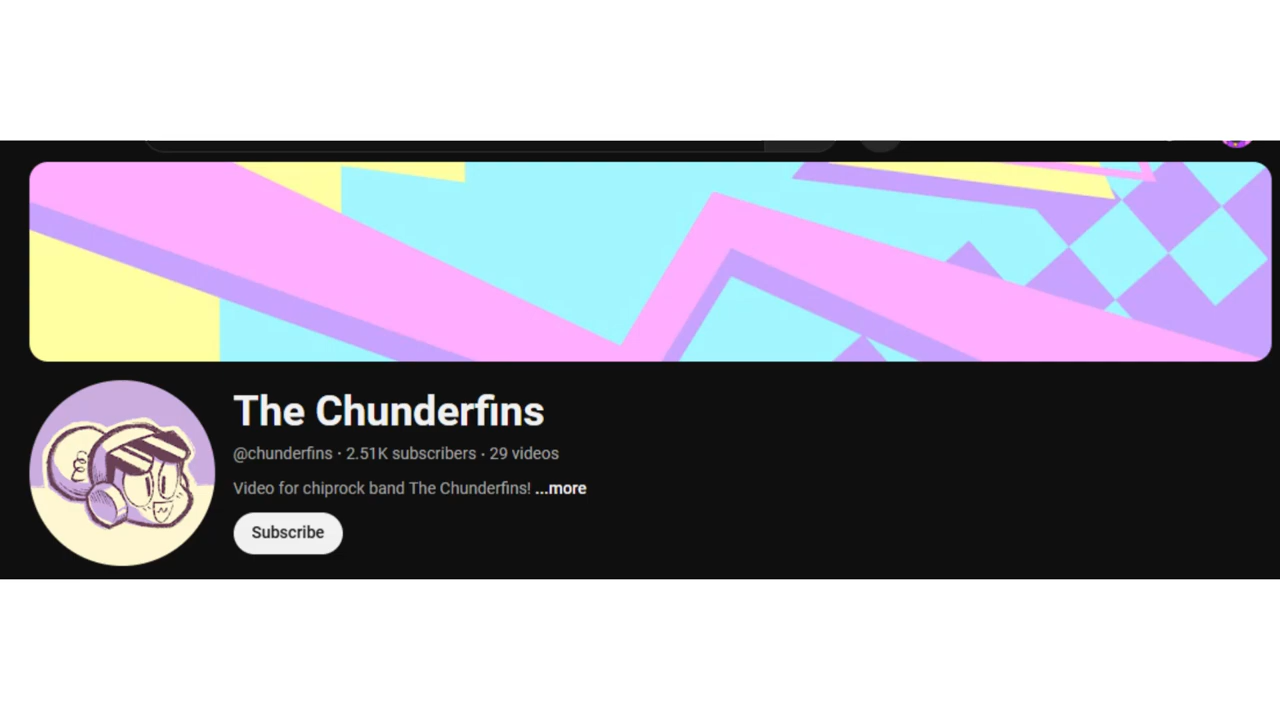 The Chunderfins
@chunderfins · 2.51K subscribers · 29 videos
Video for chiprock band The Chunderfins! ...more
Subscribe